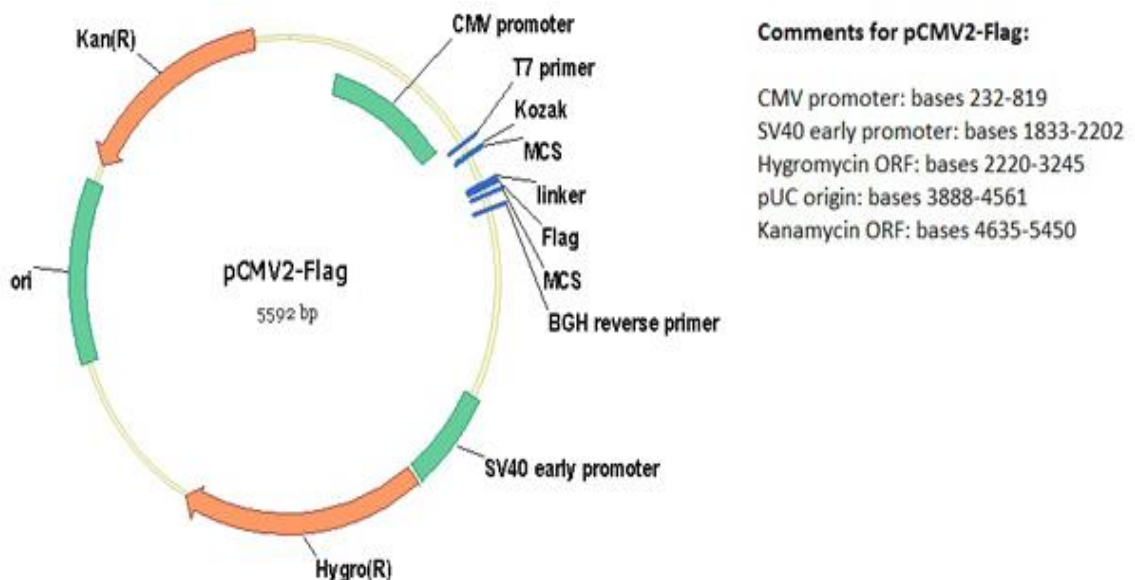 CMV promoter
Kan(R)
T7 primer
Kozak
MCS
linker
Flag
MCS
BGH reverse primer
ori
pCMV2-Flag
5592 bp
SV40 early promoter
Hygro(R)
Comments for pCMV2-Flag:
CMV promoter: bases 232-819
SV40 early promoter: bases 1833-2202
Hygromycin ORF: bases 2220-3245
pUC origin: bases 3888-4561
Kanamycin ORF: bases 4635-5450